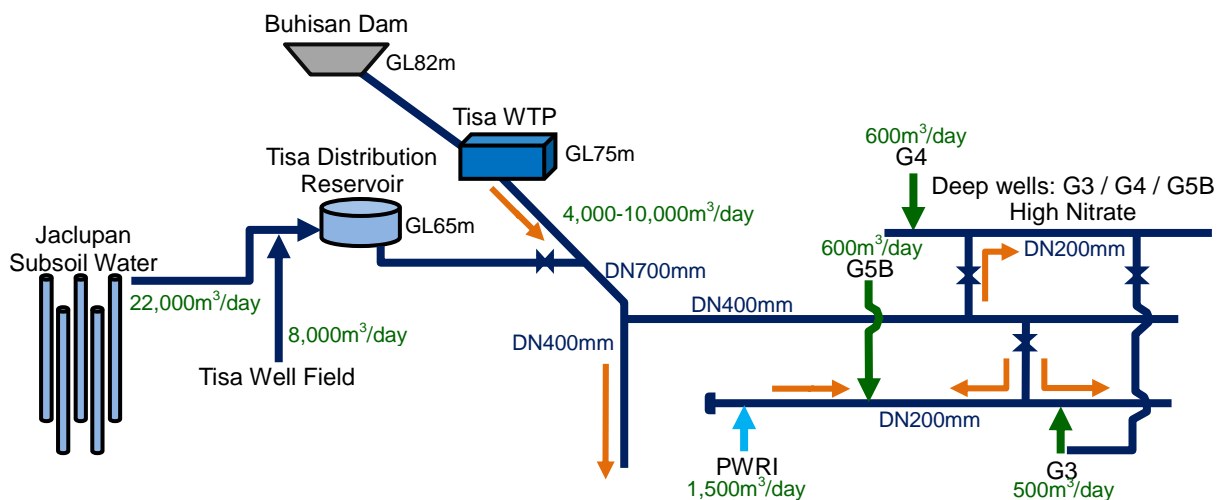 Buhisan Dam
GL82m
Tisa WTP
GL75m
Tisa Distribution
Reservoir
GL65m
4,000-10,000m³/day
Jaclupan
Subsoil Water
22,000m³/day
8,000m³/day
Tisa Well Field
DN700mm
DN400mm
DN400mm
600m³/day
G4
Deep wells: G3 / G4 / G5B
High Nitrate
600m³/day
G5B
DN200mm
DN200mm
PWRI
1,500m³/day
G3
500m³/day